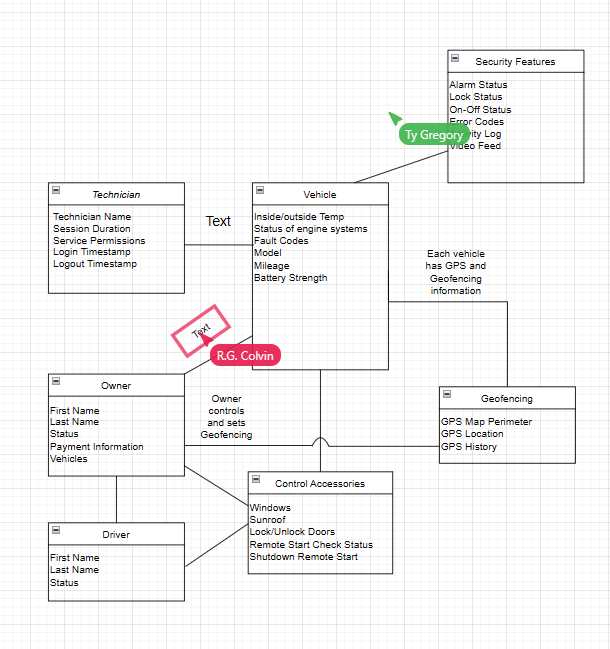 Security Features
Alarm Status
Lock Status
On-Off Status
Error Codes
Log
Video Feed
Ty Gregory
Technician
Technician Name
Session Duration
Service Permissions
Login Timestamp
Logout Timestamp
Text
Vehicle
Inside/outside Temp
Status of engine systems
Fault Codes
Model
Mileage
Battery Strength
Each vehicle
has GPS and
Geofencing
information
Text
R.G. Colvin
Owner
First Name
Last Name
Status
Payment Information
Vehicles
Owner
controls
and sets
Geofencing
Geofencing
GPS Map Perimeter
GPS Location
GPS History
Control Accessories
Windows
Sunroof
Lock/Unlock Doors
Remote Start Check Status
Shutdown Remote Start
Driver
First Name
Last Name
Status